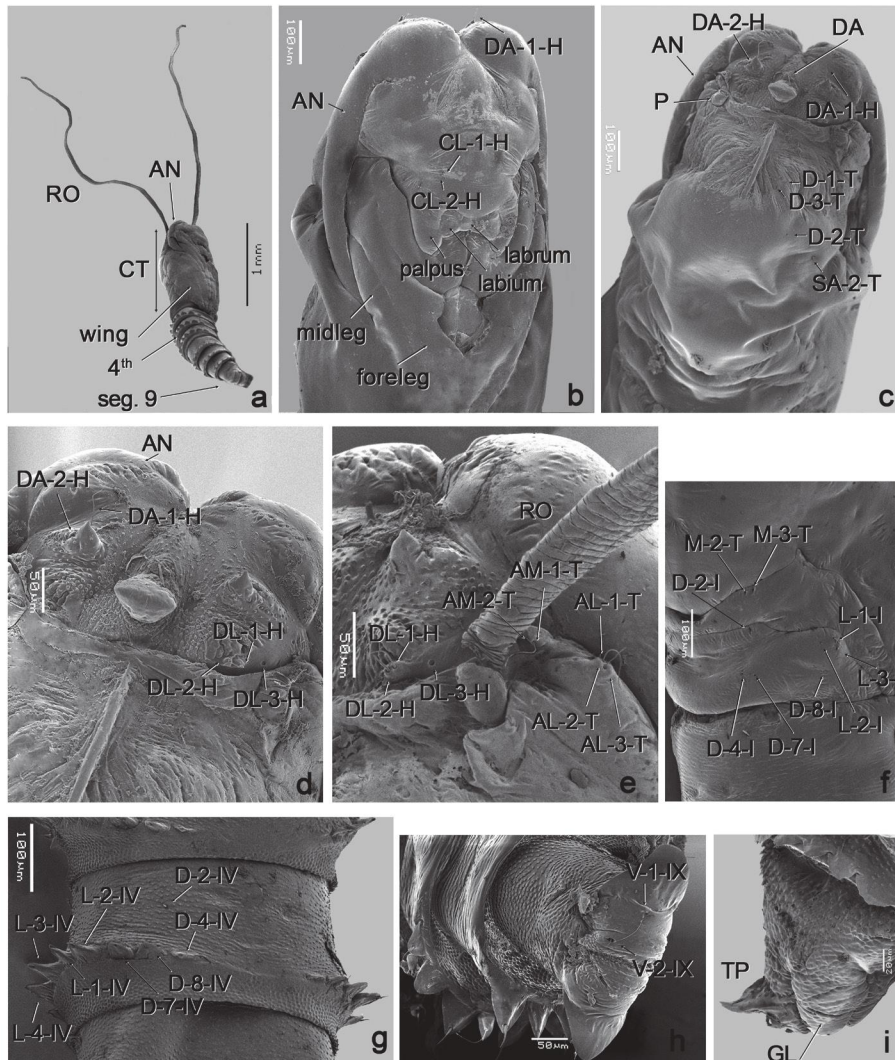 RO
AN
CT
wing
4th
seg. 9
1 mm
a
100µm
DA-1-H
AN
CL-1-H
CL-2-H
labrum
palpus
labium
midleg
foreleg
b
DA-2-H
DA
AN
P
DA-1-H
100µm
D-1-T
D-3-T
D-2-T
SA-2-T
c
AN
DA-2-H
DA-1-H
50µm
DL-1-H
DL-2-H
DL-3-H
d
RO
AM-1-T
AM-2-T
AL-1-T
50µm
DL-1-H
DL-3-H
DL-2-H
AL-2-T
AL-3-T
e
M-3-T
M-2-T
D-2-I
100µm
L-1-I
L-3-
D-8-I
L-2-I
D-4-I
D-7-I
f
100µm
D-2-IV
L-2-IV
D-4-IV
L-3-IV
L-1-IV
D-8-IV
D-7-IV
L-4-IV
g
V-1-IX
V-2-IX
50µm
h
TP
GL
20µm
i